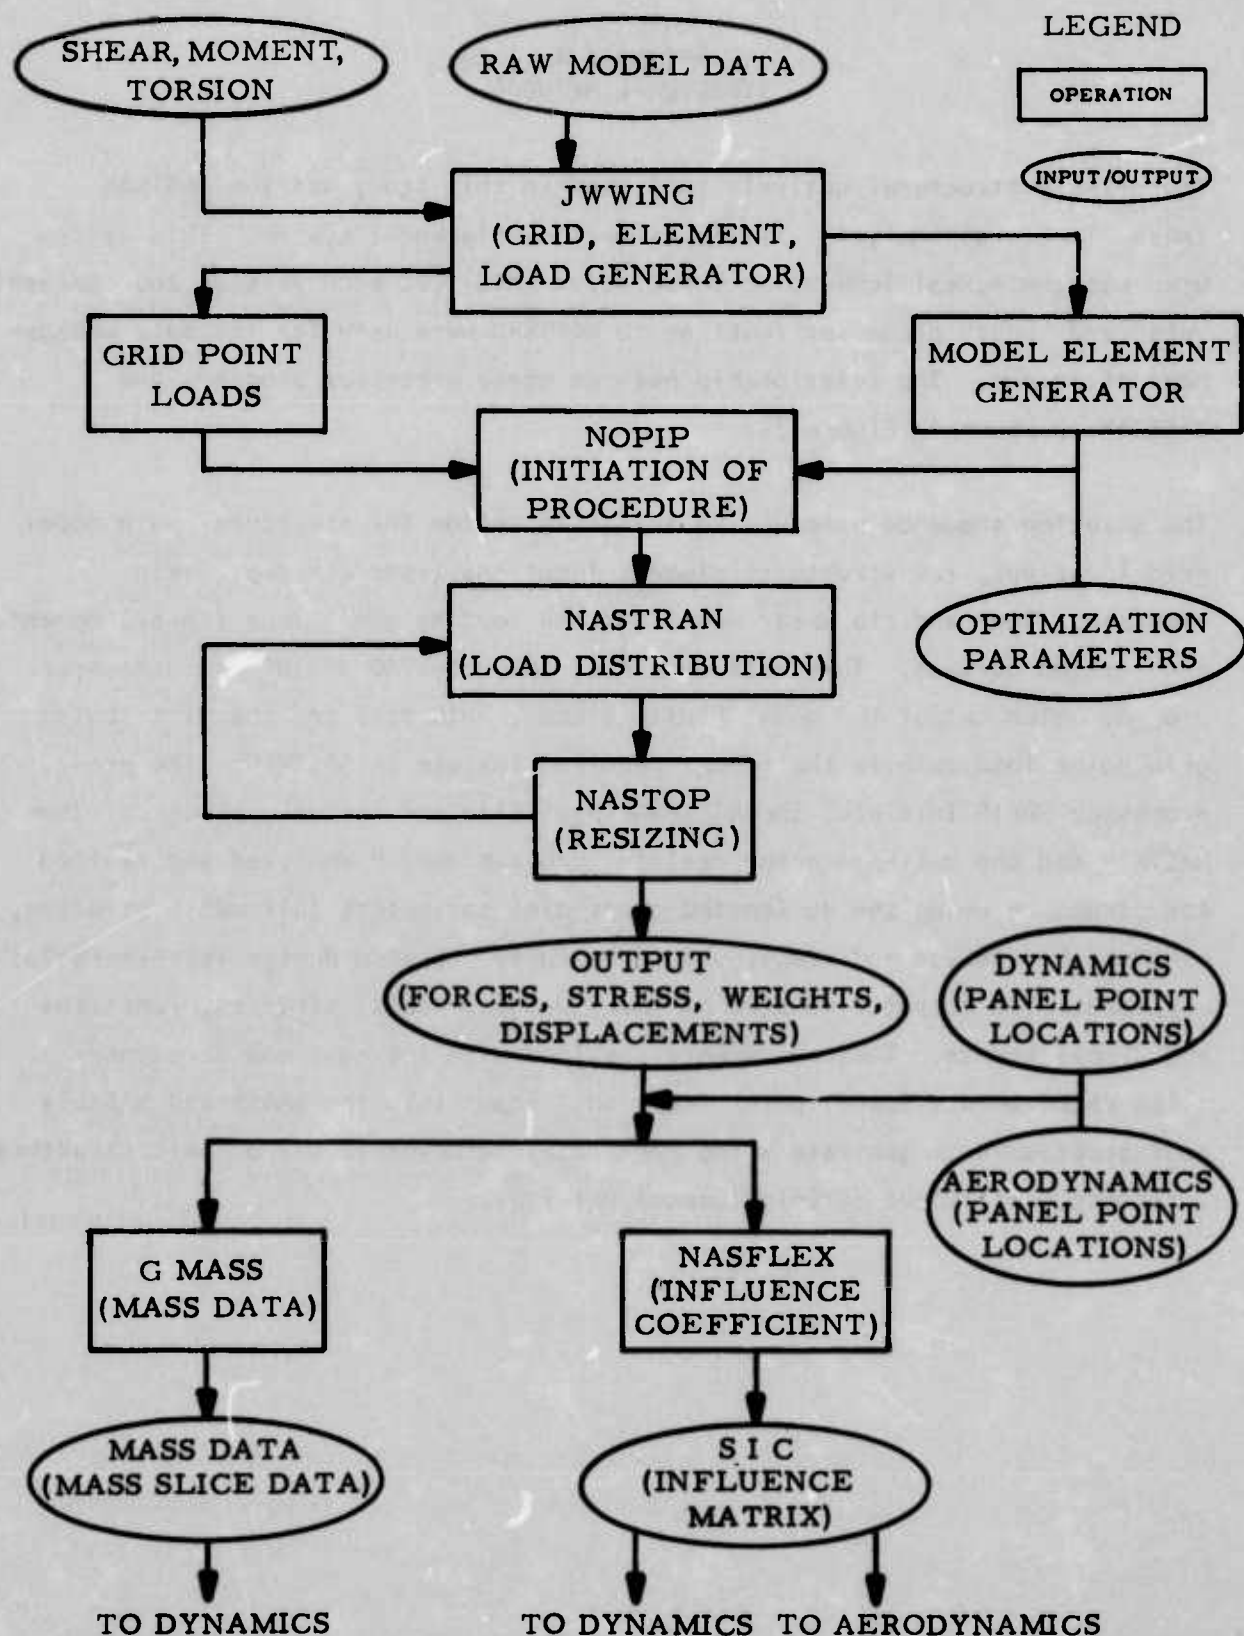 SHEAR, MOMENT,
TORSION
RAW MODEL DATA
LEGEND
OPERATION
INPUT/OUTPUT
JWWING
(GRID, ELEMENT,
LOAD GENERATOR)
GRID POINT
LOADS
MODEL ELEMENT
GENERATOR
NOPIP
(INITIATION OF
PROCEDURE)
NASTRAN
(LOAD DISTRIBUTION)
OPTIMIZATION
PARAMETERS
NASTOP
(RESIZING)
OUTPUT
(FORCES, STRESS, WEIGHTS,
DISPLACEMENTS)
DYNAMICS
(PANEL POINT
LOCATIONS)
AERODYNAMICS
(PANEL POINT
LOCATIONS)
G MASS
(MASS DATA)
NASFLEX
(INFLUENCE
COEFFICIENT)
MASS DATA
(MASS SLICE DATA)
S I C
(INFLUENCE
MATRIX)
TO DYNAMICS
TO DYNAMICS
TO AERODYNAMICS